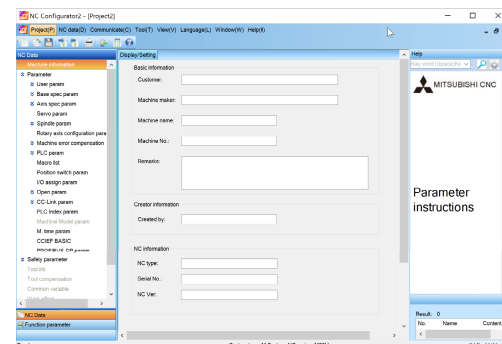 NC Configurator2 - [Project2]
Project(P) NC data(D) Communicate(C) Tool(T) View(V) Language(L) Window(W) Help(I)
NC Data
Display/Setting
Help
Machine information
Basic information
Parameter
Customer:
User param
MITSUBISHI CNC
Base spec param
Machine maker:
Axis spec param
Servo param
Machine name:
Spindle param
Rotary axis configuration para
Machine error compensation
Machine No.:
PLC param
Macro list
Remarks:
Position switch param
I/O assign param
Open param
Parameter
instructions
CC-Link param
Creator information
PLC Index param
Created by:
Machine Model param
M. time param
CCIEF BASIC
NC information
Safety parameter
NC type:
Tool life
Tool compensation
Serial No.:
Common variable
NC Ver:
NC Data
Result: 0
Function parameter
No. Name Content